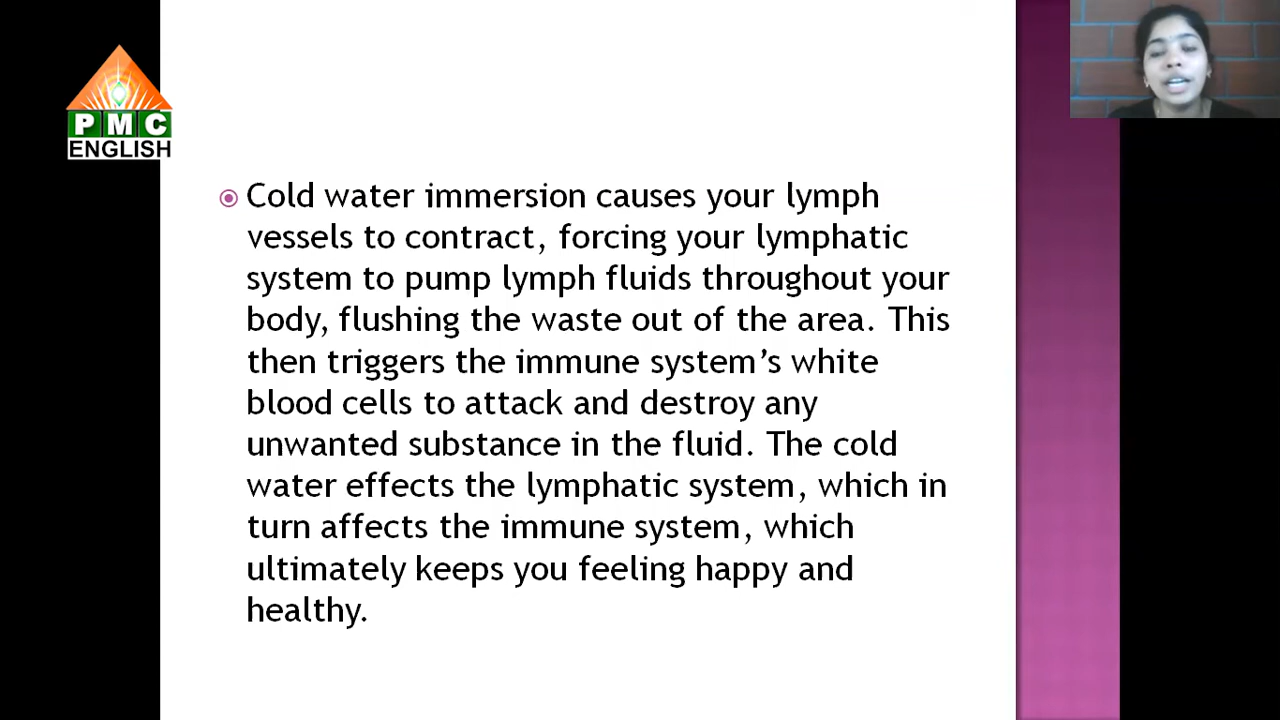 PMC
ENGLISH
Cold water immersion causes your lymph
vessels to contract, forcing your lymphatic
system to pump lymph fluids throughout your
body, flushing the waste out of the area. This
then triggers the immune system’s white
blood cells to attack and destroy any
unwanted substance in the fluid. The cold
water effects the lymphatic system, which in
turn affects the immune system, which
ultimately keeps you feeling happy and
healthy.